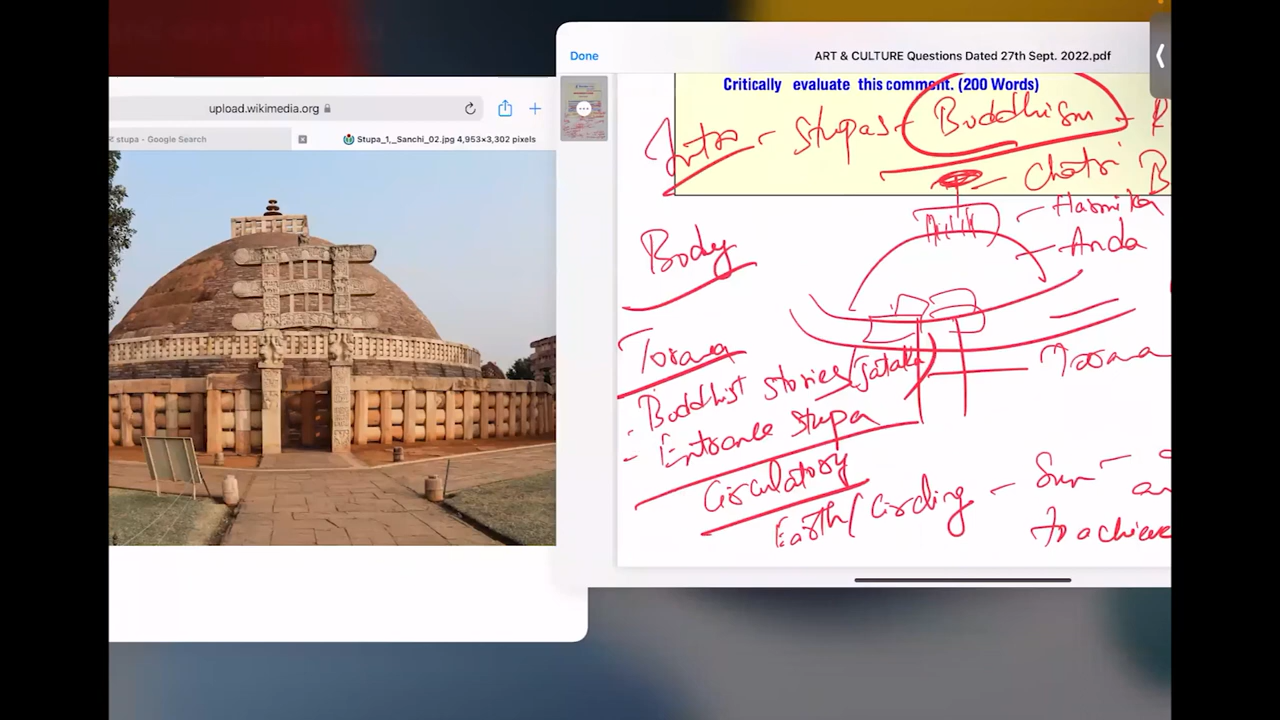 upload.wikimedia.org
stupa - Google Search
Stupa_1,_Sanchi_02.jpg 4,953×3,302 pixels
Done
ART & CULTURE Questions Dated 27th Sept. 2022.pdf
Critically evaluate this comment. (200 Words)
Intro - Stupas - Buddhism -
Chatri B
Harmika
Body
Anda
Torana
Torana
- Buddhist stories/Jataka)
- Entrance stupa
Circulatory
Earth/Circling - Sun -
to achieve